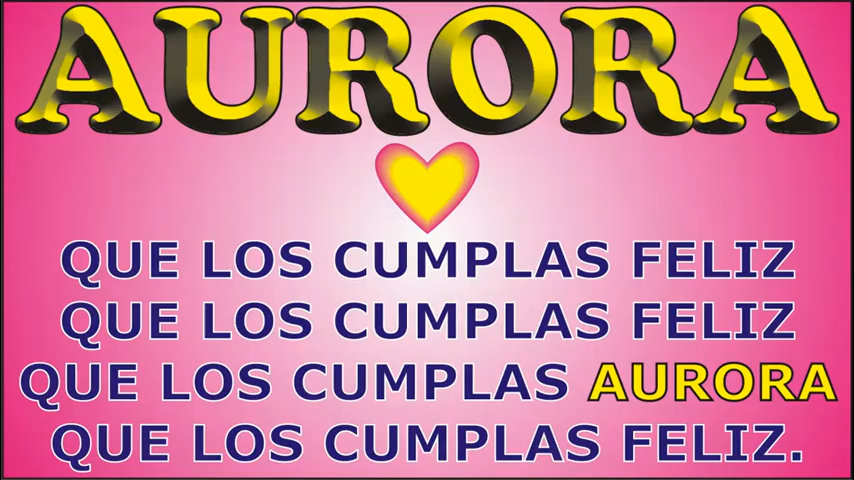 AURORA
QUE LOS CUMPLAS FELIZ
QUE LOS CUMPLAS FELIZ
QUE LOS CUMPLAS AURORA
QUE LOS CUMPLAS FELIZ.